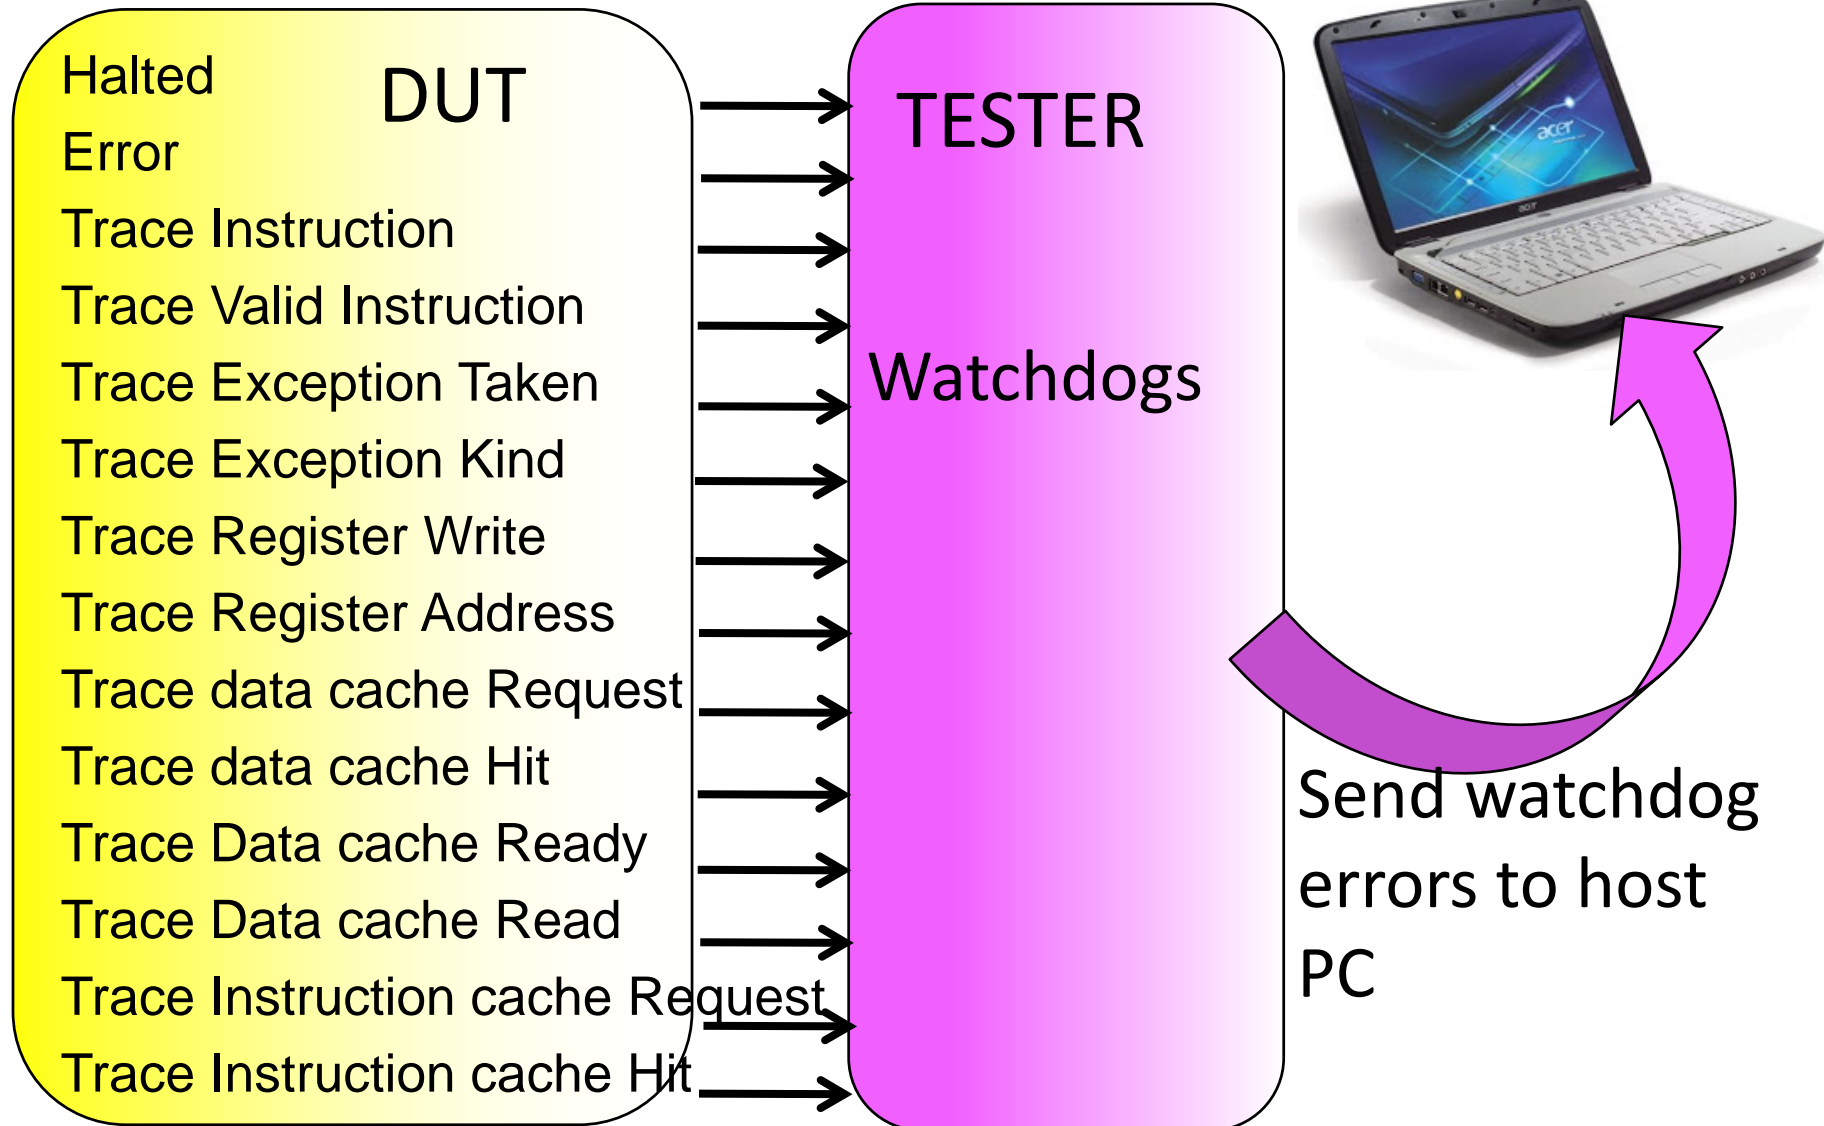 Halted
DUT
Error
Trace Instruction
Trace Valid Instruction
Trace Exception Taken
Trace Exception Kind
Trace Register Write
Trace Register Address
Trace data cache Request
Trace data cache Hit
Trace Data cache Ready
Trace Data cache Read
Trace Instruction cache Request
Trace Instruction cache Hit
TESTER
Watchdogs
acer
acer
Send watchdog
errors to host
PC